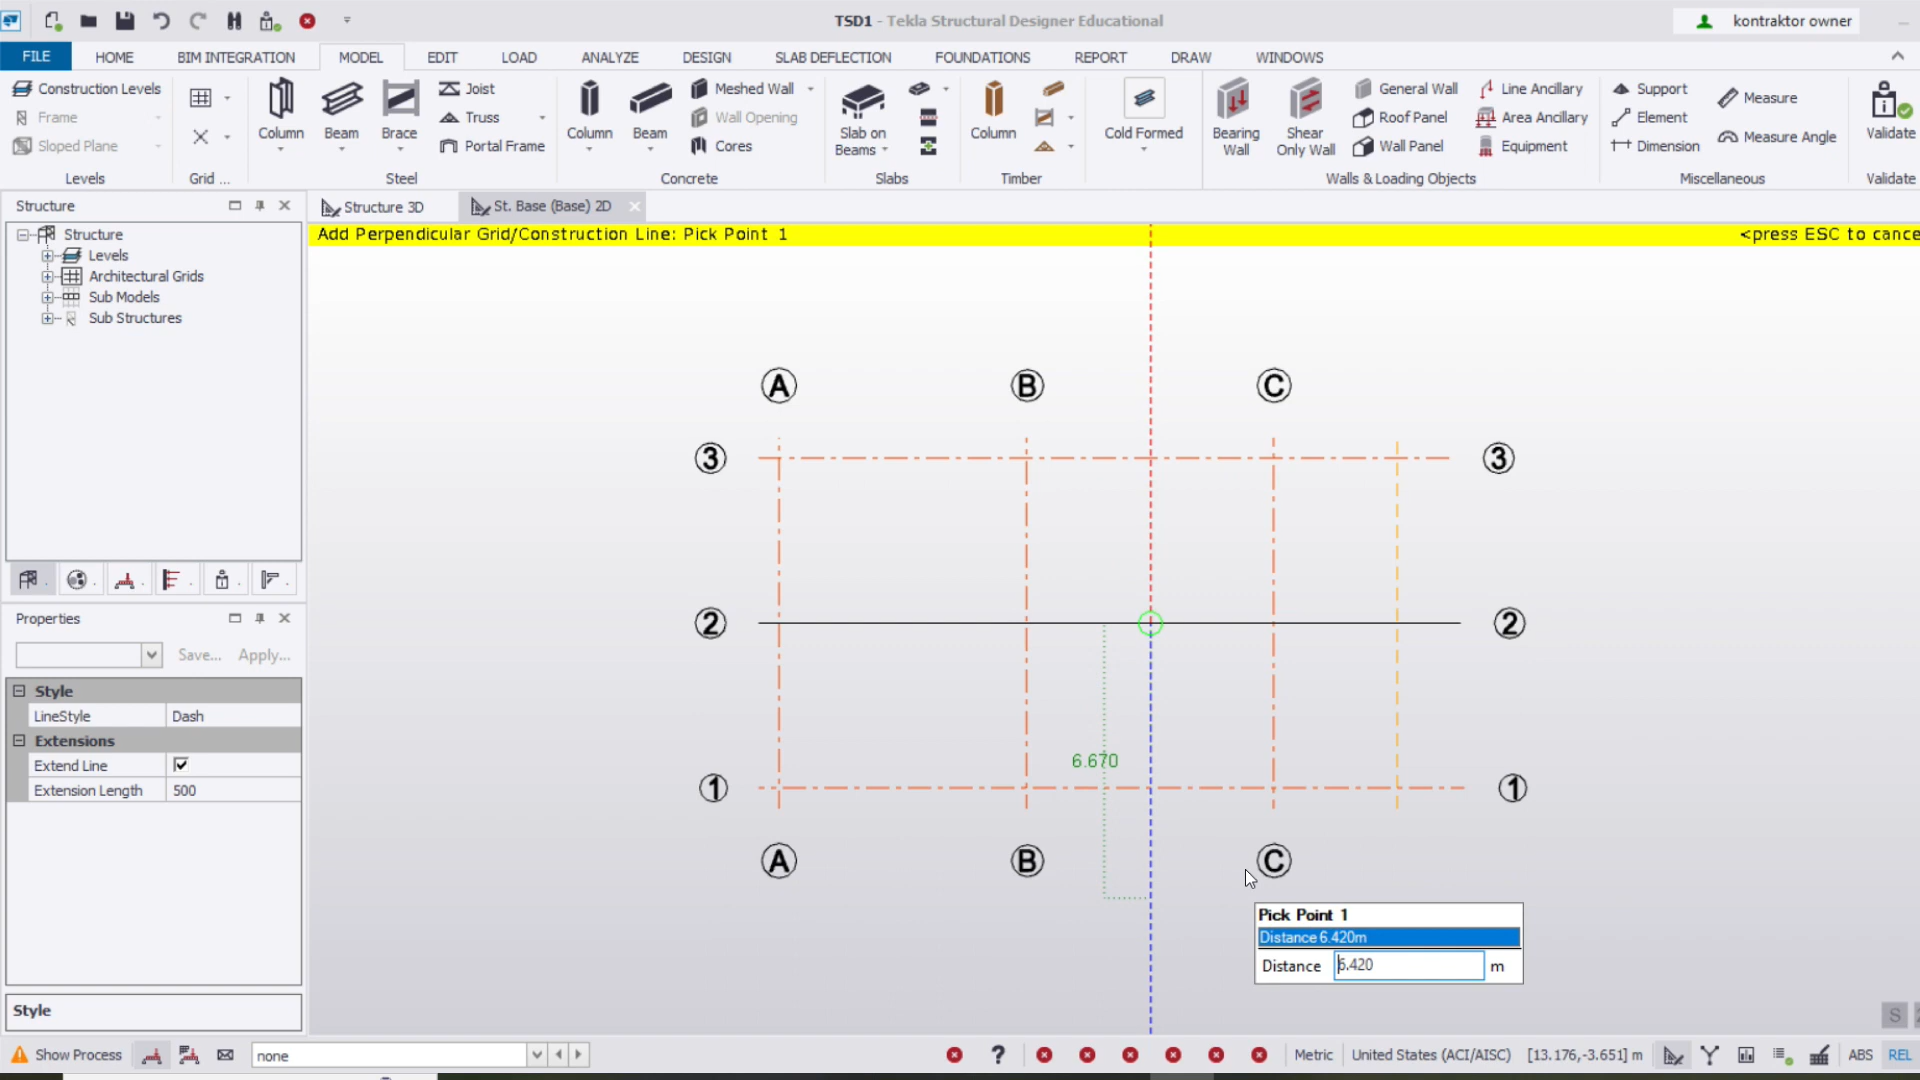 TSD1 - Tekla Structural Designer Educational
kontraktor owner
FILE HOME BIM INTEGRATION MODEL EDIT LOAD ANALYZE DESIGN SLAB DEFLECTION FOUNDATIONS REPORT DRAW WINDOWS
Construction Levels
Frame
Sloped Plane
Levels
Grid ...
Column
Beam
Brace
Joist
Truss
Portal Frame
Steel
Column
Beam
Meshed Wall
Wall Opening
Cores
Concrete
Slab on
Beams
Slabs
Column
Timber
Cold Formed
Bearing
Wall
Shear
Only Wall
General Wall
Roof Panel
Wall Panel
Line Ancillary
Area Ancillary
Equipment
Walls & Loading Objects
Support
Element
Dimension
Measure
Measure Angle
Miscellaneous
Validate
Validate
Structure
Structure
Levels
Architectural Grids
Sub Models
Sub Structures
Structure 3D
St. Base (Base) 2D
Add Perpendicular Grid/Construction Line: Pick Point 1
<press ESC to cance
A B C
3 3
2 2
6.670
1 1
A B C
Pick Point 1
Distance 6.420m
Distance 6.420 m
Properties
Save... Apply...
Style
LineStyle Dash
Extensions
Extend Line
Extension Length 500
Style
S
Show Process
none
?
Metric
United States (ACI/AISC)
[13.176,-3.651] m
ABS
REL